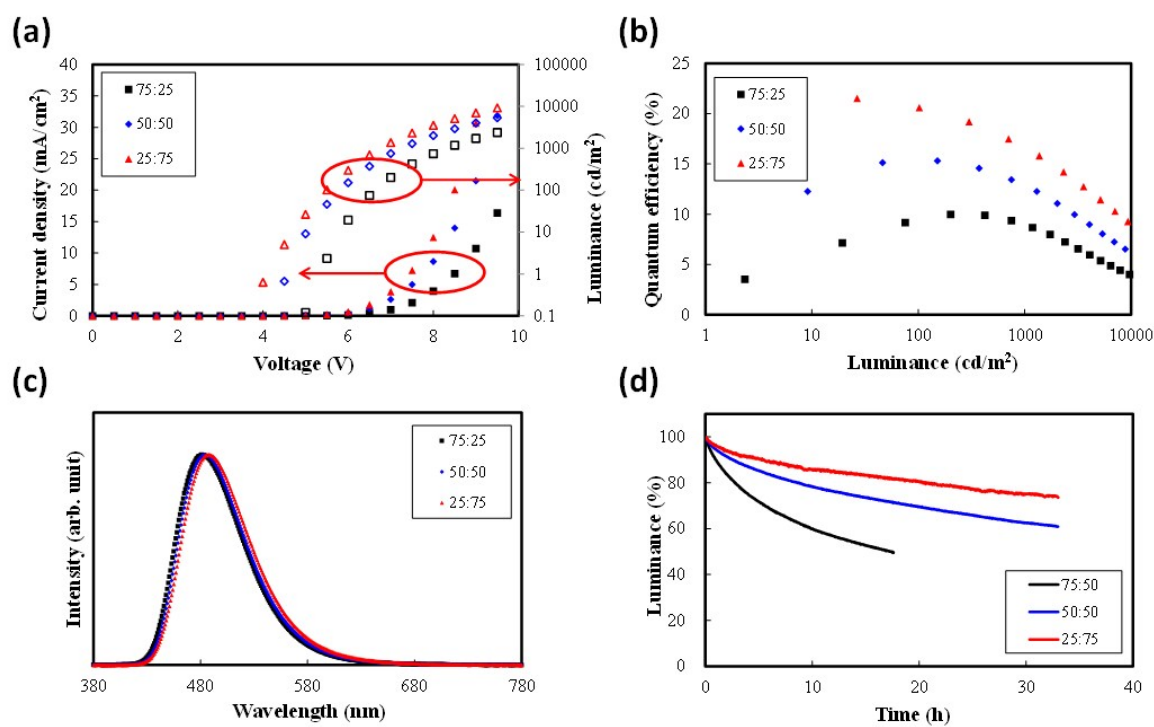 (a)
40
35
30
25
20
15
10
5
0
Current density (mA/cm²)
75:25
50:50
25:75
100000
10000
1000
100
10
1
0.1
Luminance (cd/m²)
0 2 4 6 8 10
Voltage (V)
(b)
25
20
15
10
5
0
Quantum efficiency (%)
75:25
50:50
25:75
1 10 100 1000 10000
Luminance (cd/m²)
(c)
Intensity (arb. unit)
75:25
50:50
25:75
380 480 580 680 780
Wavelength (nm)
(d)
100
80
60
40
20
0
Luminance (%)
75:50
50:50
25:75
0 10 20 30 40
Time (h)